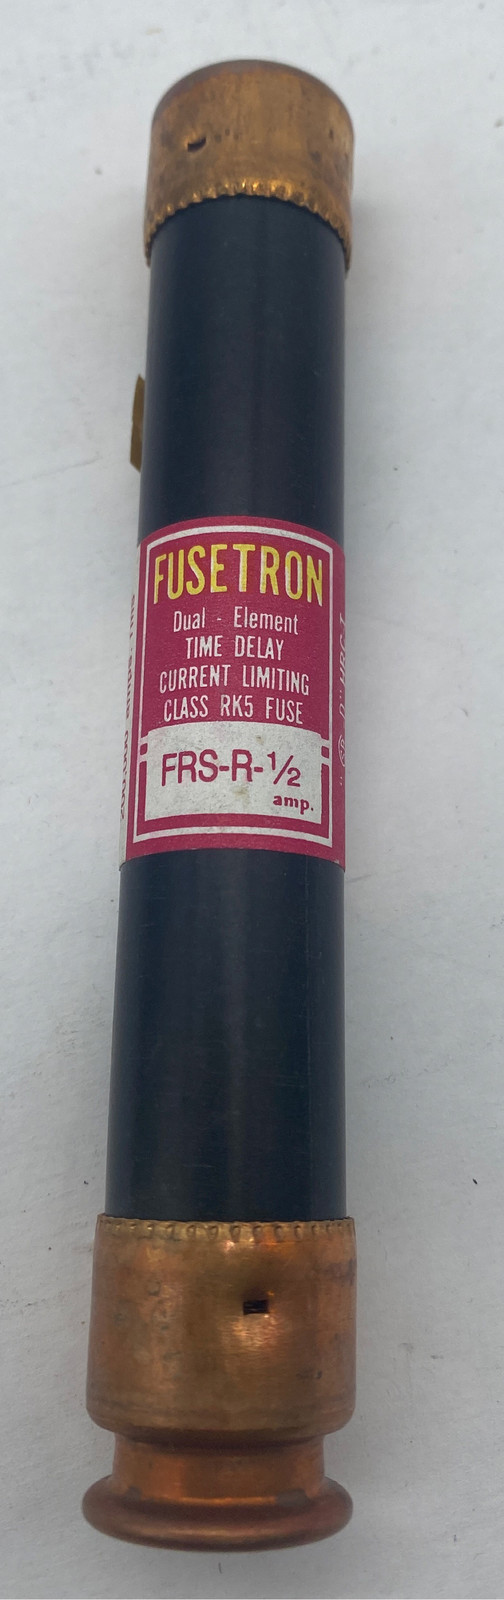 FUSETRON
Dual - Element
TIME DELAY
CURRENT LIMITING
CLASS RK5 FUSE
FRS-R-1/2
amp.